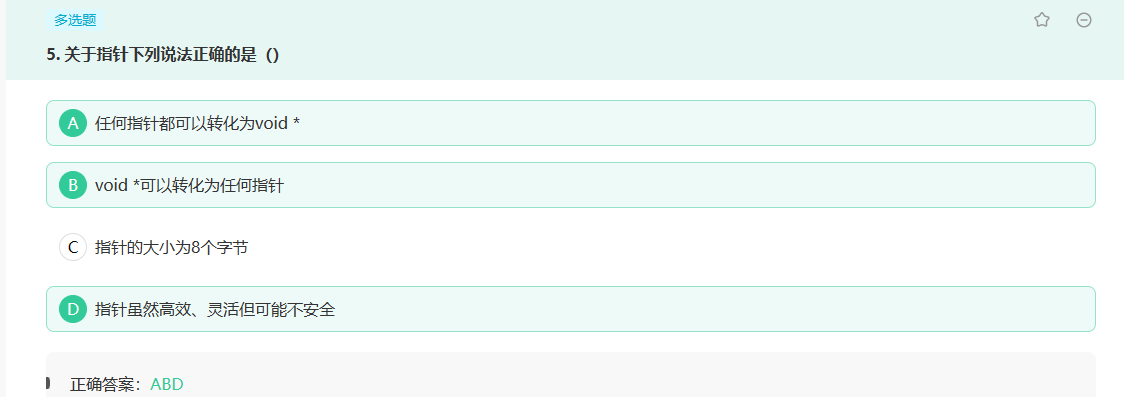 多选题
5. 关于指针下列说法正确的是（）
A 任何指针都可以转化为void *
B void *可以转化为任何指针
C 指针的大小为8个字节
D 指针虽然高效、灵活但可能不安全
正确答案：ABD